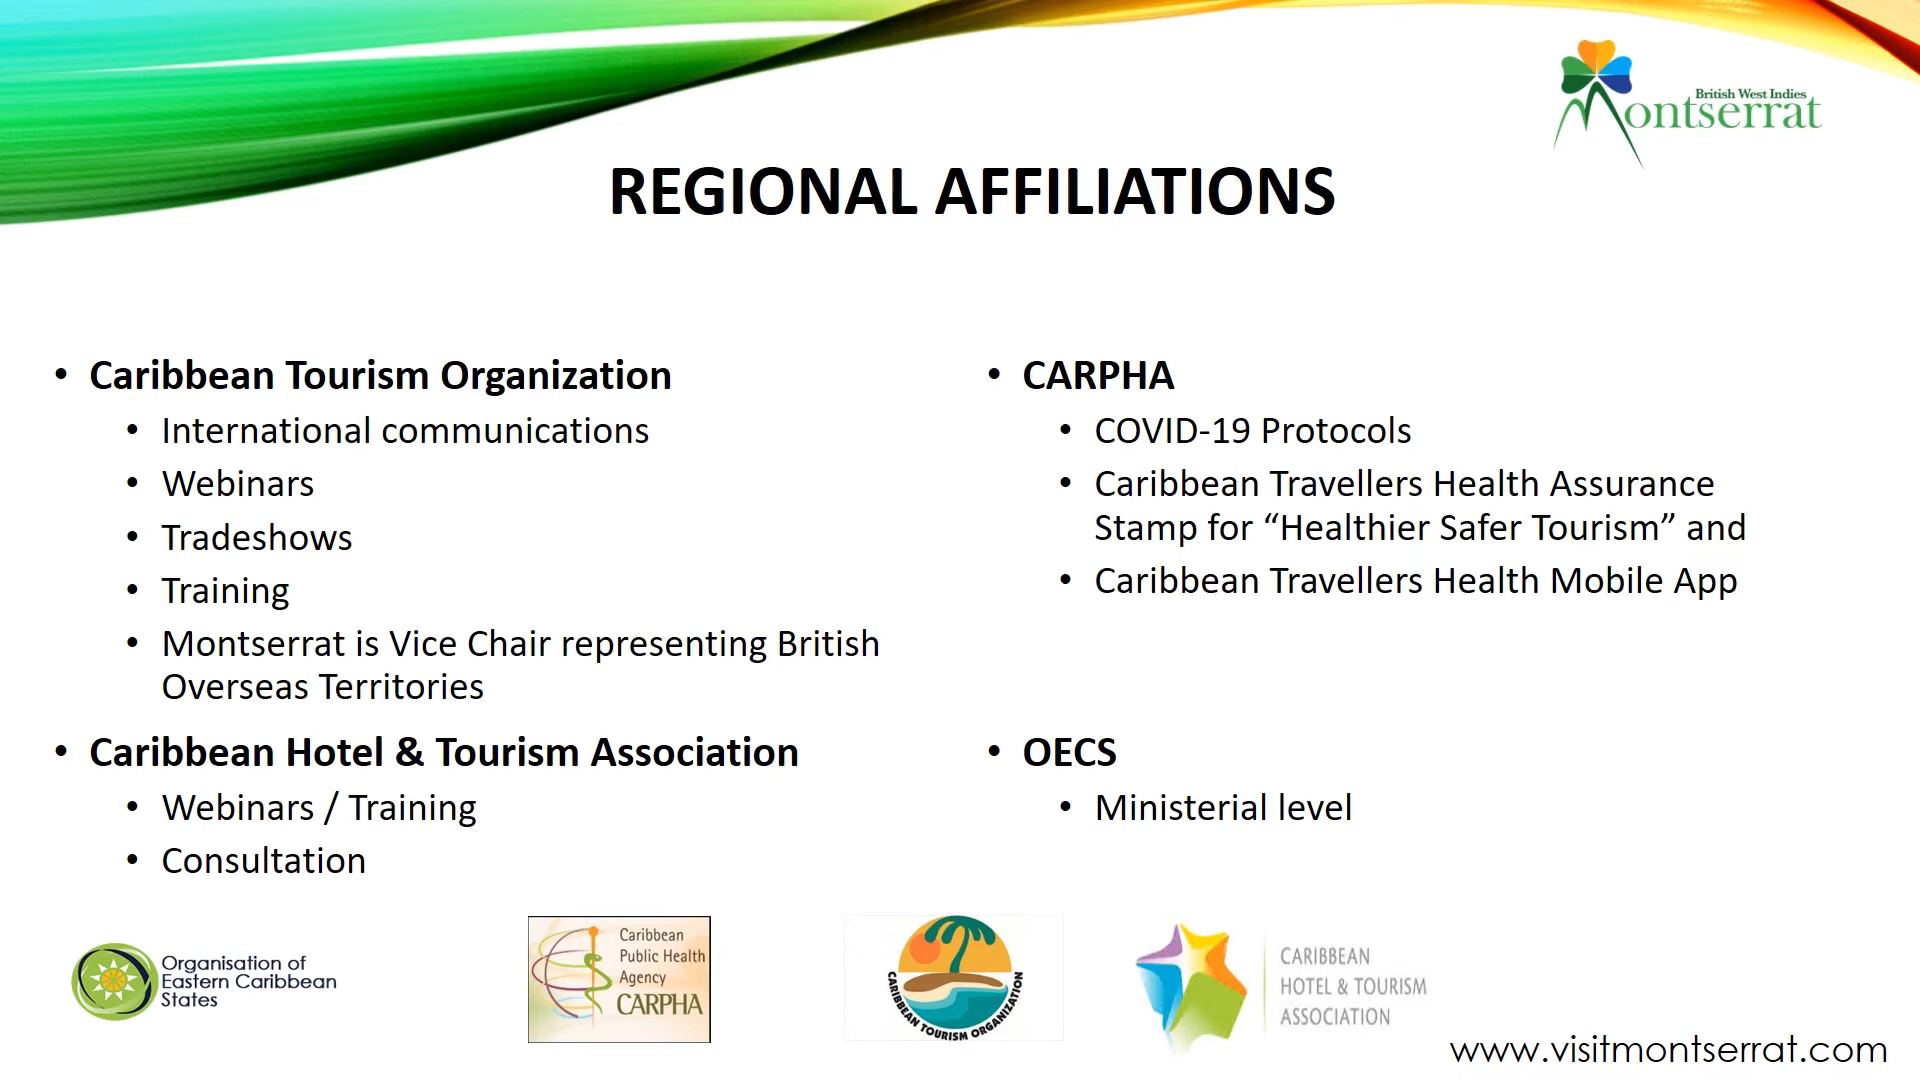 British West Indies
Montserrat
REGIONAL AFFILIATIONS
• Caribbean Tourism Organization
• International communications
• Webinars
• Tradeshows
• Training
• Montserrat is Vice Chair representing British
Overseas Territories
• Caribbean Hotel & Tourism Association
• Webinars / Training
• Consultation
• CARPHA
• COVID-19 Protocols
• Caribbean Travellers Health Assurance
Stamp for “Healthier Safer Tourism” and
• Caribbean Travellers Health Mobile App
• OECS
• Ministerial level
Organisation of
Eastern Caribbean
States
Caribbean
Public Health
Agency
CARPHA
CARIBBEAN TOURISM ORGANIZATION
CARIBBEAN
HOTEL & TOURISM
ASSOCIATION
www.visitmontserrat.com